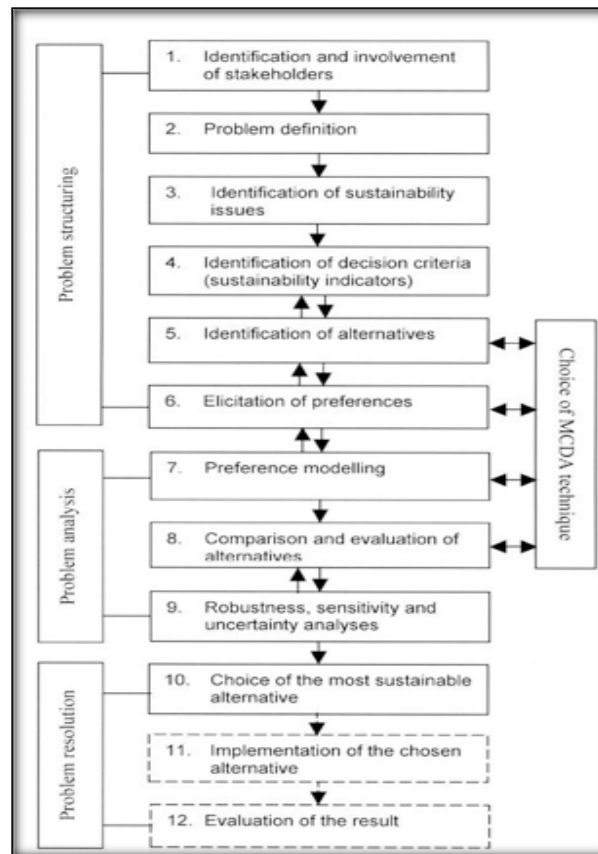 1. Identification and involvement
of stakeholders
2. Problem definition
3. Identification of sustainability
issues
4. Identification of decision criteria
(sustainability indicators)
5. Identification of alternatives
6. Elicitation of preferences
7. Preference modelling
8. Comparison and evaluation of
alternatives
9. Robustness, sensitivity and
uncertainty analyses
10. Choice of the most sustainable
alternative
11. Implementation of the chosen
alternative
12. Evaluation of the result
Problem structuring
Problem analysis
Problem resolution
Choice of MCDA technique